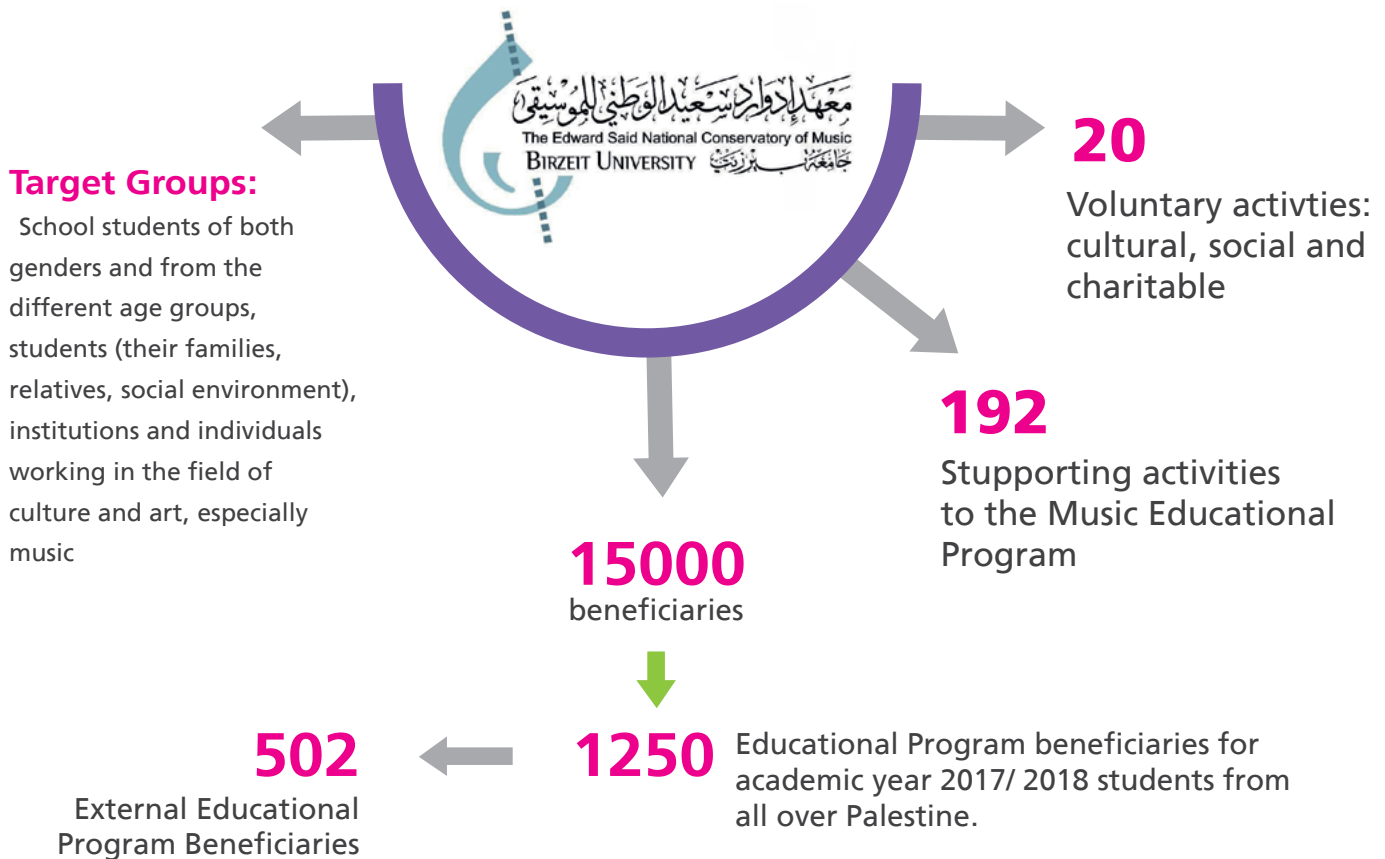 معهد إدوارد سعيد الوطني للموسيقى
The Edward Said National Conservatory of Music
BIRZEIT UNIVERSITY جامعة بيرزيت
Target Groups:
School students of both
genders and from the
different age groups,
students (their families,
relatives, social environment),
institutions and individuals
working in the field of
culture and art, especially
music
20
Voluntary activties:
cultural, social and
charitable
192
Stupporting activities
to the Music Educational
Program
15000
beneficiaries
1250
Educational Program beneficiaries for
academic year 2017/ 2018 students from
all over Palestine.
502
External Educational
Program Beneficiaries